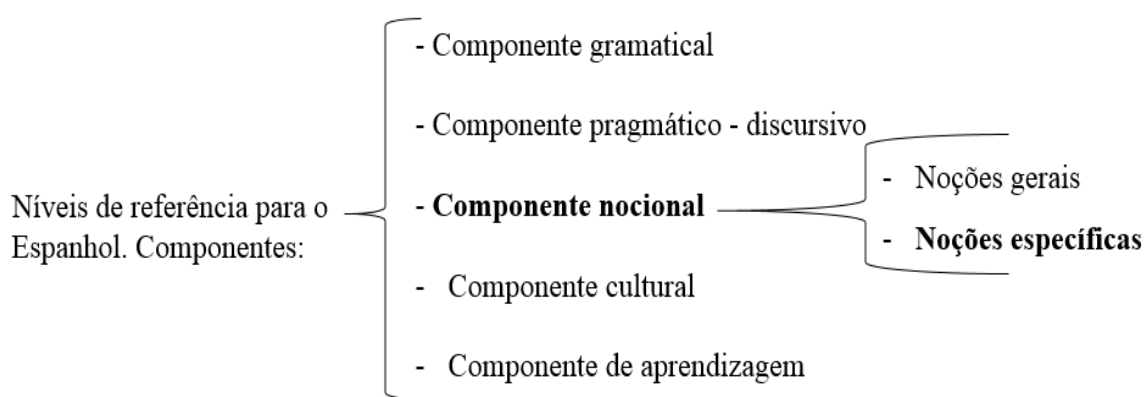 - Componente gramatical
- Componente pragmático - discursivo
Níveis de referência para o
Espanhol. Componentes:
- Componente nocional
- Noções gerais
- Noções específicas
- Componente cultural
- Componente de aprendizagem